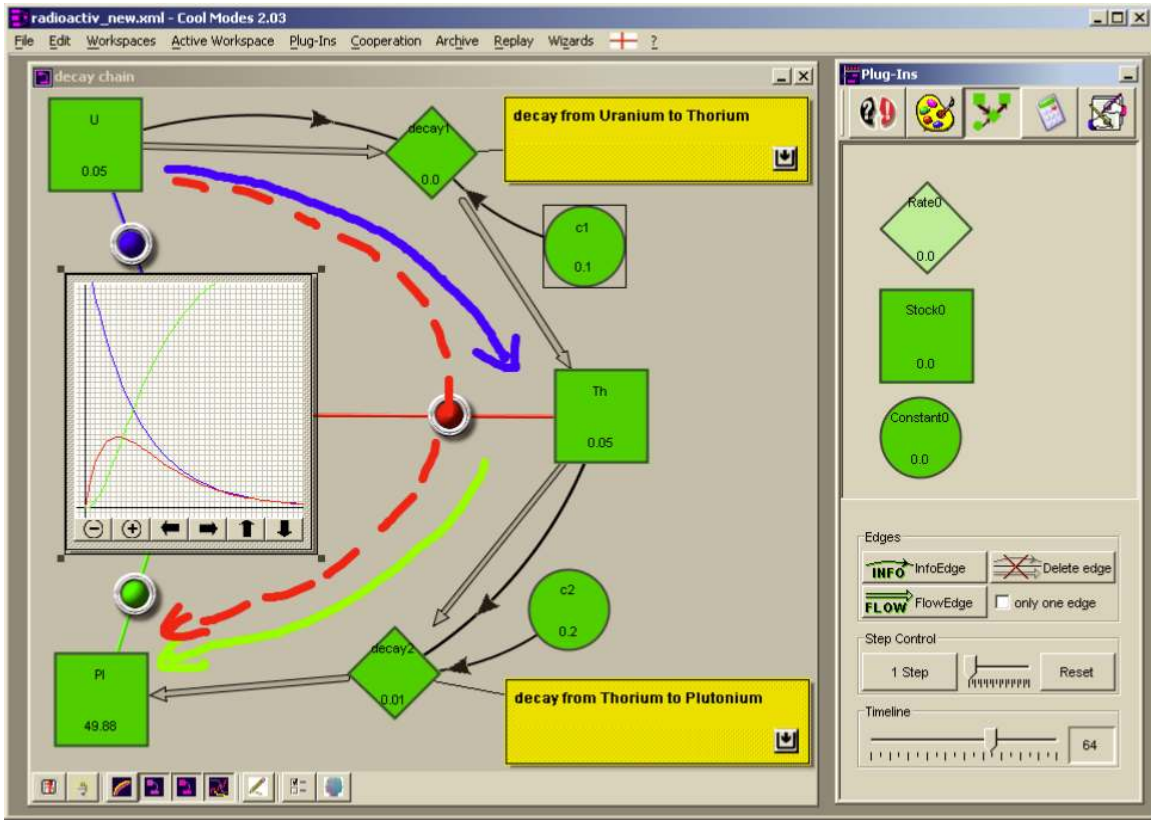 radioactiv_new.xml - Cool Modes 2.03
File Edit Workspaces Active Workspace Plug-Ins Cooperation Archive Replay Wizards ?
decay chain
U
0.05
decay1
0.0
decay from Uranium to Thorium
c1
0.1
Th
0.05
c2
0.2
decay2
0.01
Pl
49.88
decay from Thorium to Plutonium
Plug-Ins
Rate0
0.0
Stock0
0.0
Constant0
0.0
Edges
INFO InfoEdge
Delete edge
FLOW FlowEdge
only one edge
Step Control
1 Step
Reset
Timeline
64